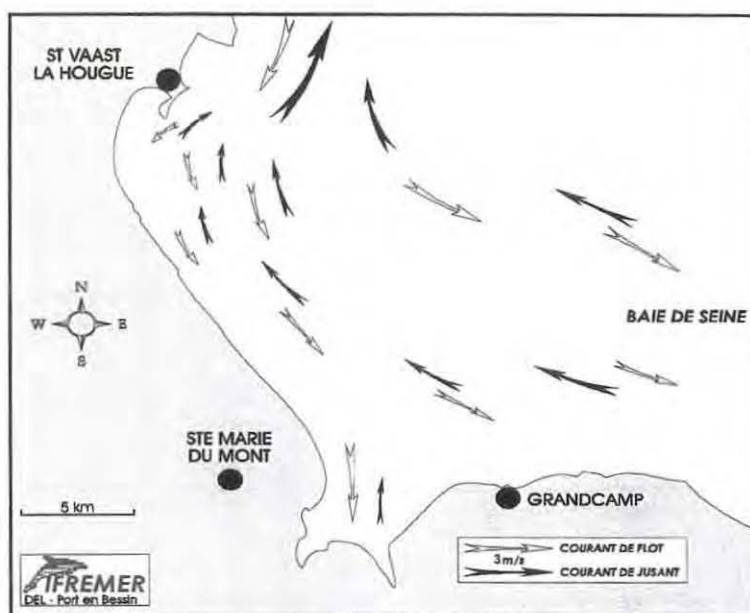 ST VAAST
LA HOUGUE
N
W E
S
BAIE DE SEINE
STE MARIE
DU MONT
5 km
GRANDCAMP
COURANT DE FLOT
3m/s
COURANT DE JUSANT
IFREMER
DEL - Port en Bessin